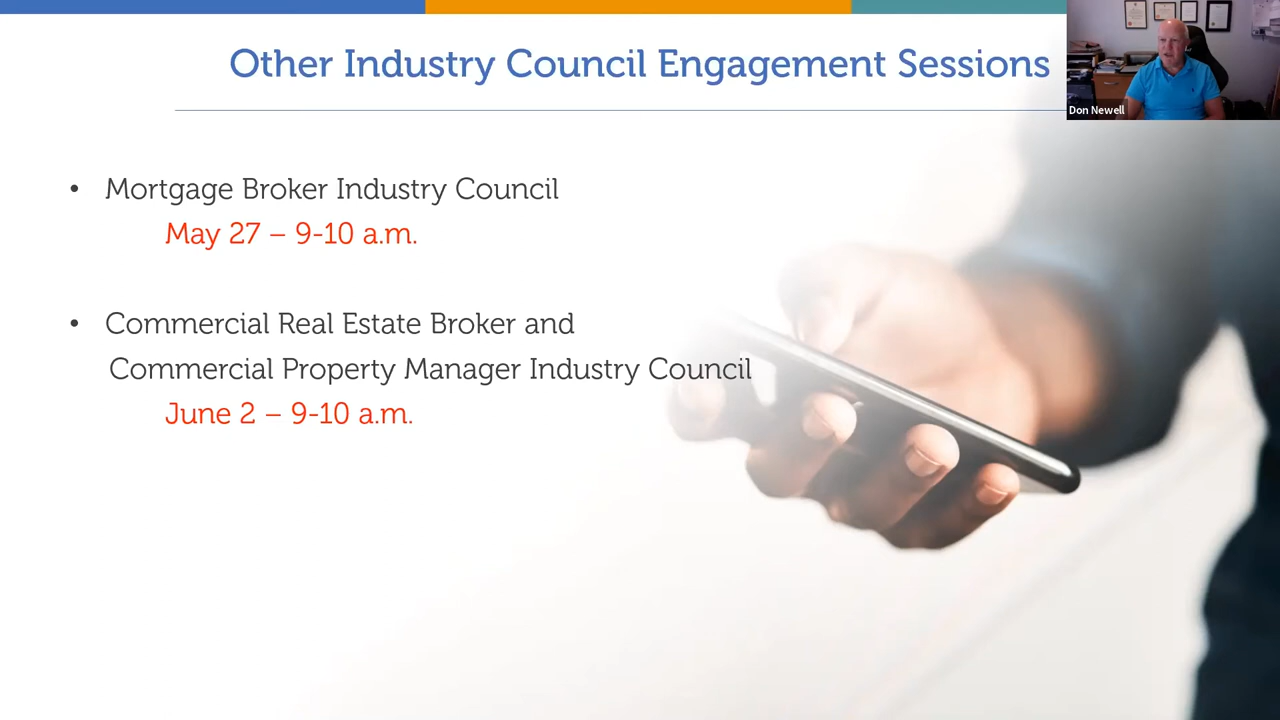 Other Industry Council Engagement Sessions
Don Newell
• Mortgage Broker Industry Council
May 27 – 9-10 a.m.
• Commercial Real Estate Broker and
Commercial Property Manager Industry Council
June 2 – 9-10 a.m.